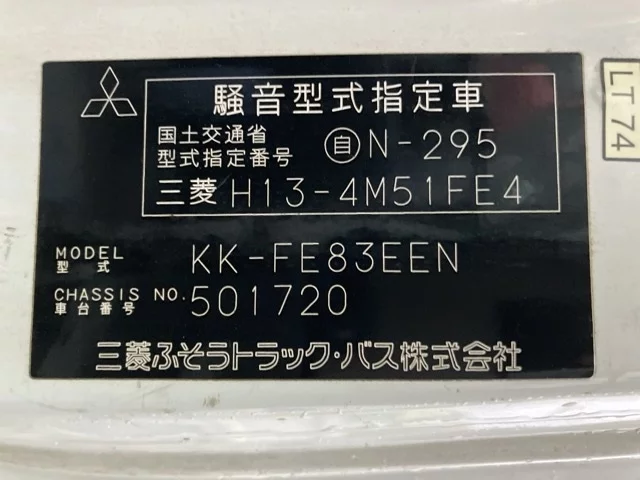 騒音型式指定車
国土交通省
型式指定番号 自N-295
三菱 H13-4M51FE4
MODEL 型式 KK-FE83EEN
CHASSIS NO. 車台番号 501720
三菱ふそうトラック・バス株式会社
LT74